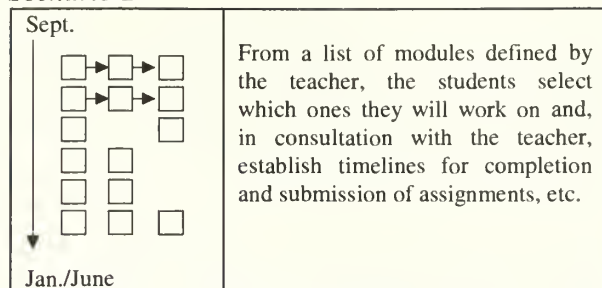 Sept.
From a list of modules defined by
the teacher, the students select
which ones they will work on and,
in consultation with the teacher,
establish timelines for completion
and submission of assignments, etc.
Jan./June